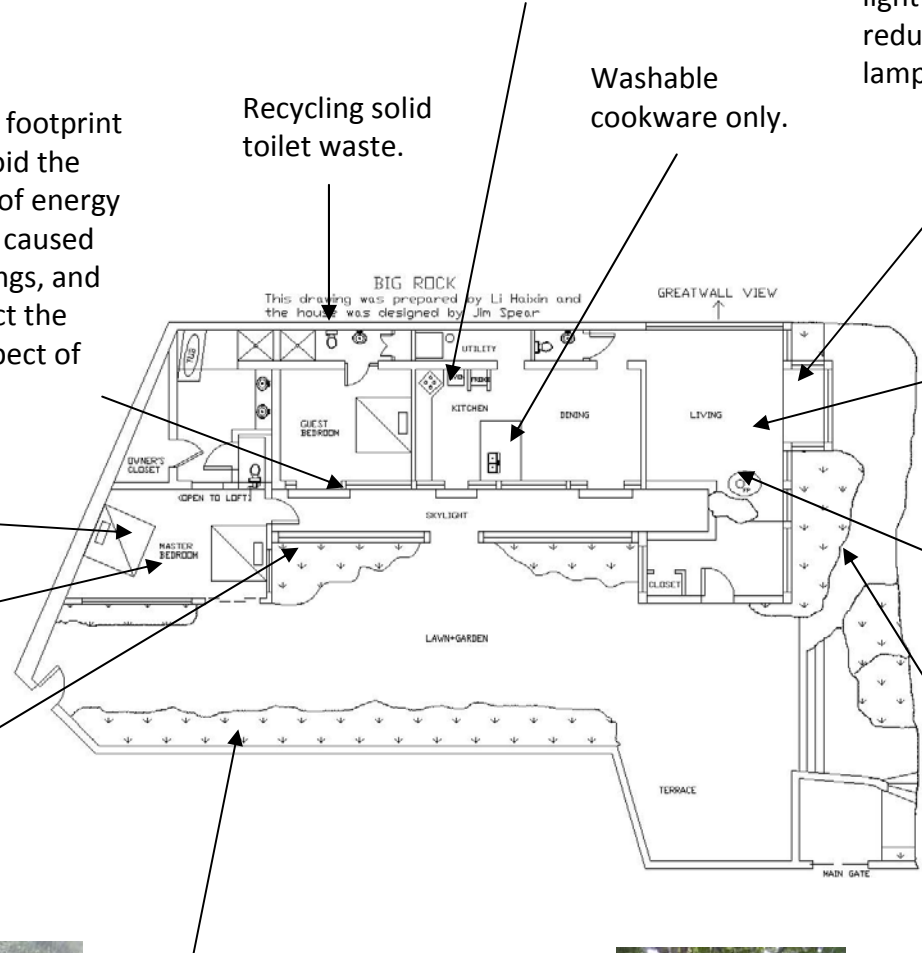 light
redu
lamp
Washable
cookware only.
Recycling solid
toilet waste.
footprint
oid the
of energy
caused
ngs, and
ct the
pect of
BIG ROCK
This drawing was prepared by Li Haixin and
the house was designed by Jim Spear
GREATWALL VIEW
TUB
UTILITY
OVEN
FRIDGE
KITCHEN
DINING
LIVING
GUEST
BEDROOM
OWNER'S
CLOSET
(OPEN TO LOFT)
SKYLIGHT
MASTER
BEDROOM
CLOSET
LAWN+GARDEN
TERRACE
MAIN GATE